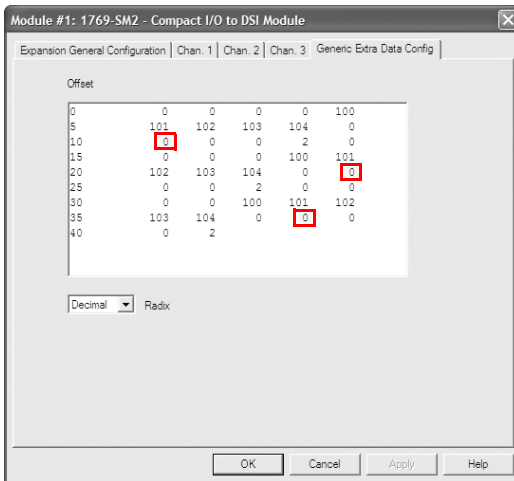 Module #1: 1769-SM2 - Compact I/O to DSI Module
Expansion General Configuration Chan. 1 Chan. 2 Chan. 3 Generic Extra Data Config
Offset
0 0 0 0 0 100
5 101 102 103 104 0
10 0 0 0 2 0
15 0 0 0 100 101
20 102 103 104 0 0
25 0 0 2 0 0
30 0 0 100 101 102
35 103 104 0 0 0
40 0 2
Decimal Radix
OK Cancel Apply Help